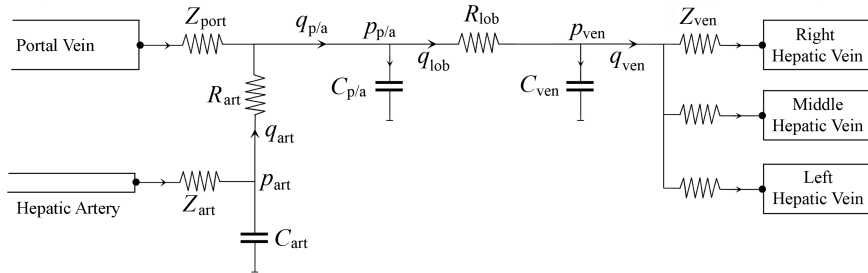 Portal Vein
Z_port
q_p/a
p_p/a
R_lob
q_lob
p_ven
q_ven
Z_ven
Right
Hepatic Vein
R_art
C_p/a
C_ven
Middle
Hepatic Vein
q_art
p_art
Hepatic Artery
Z_art
C_art
Left
Hepatic Vein